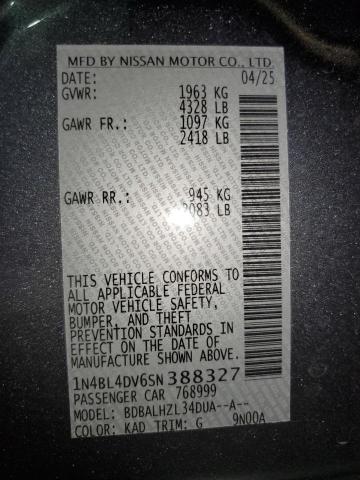 MFD BY NISSAN MOTOR CO., LTD.
DATE: 04/25
GVWR: 1963 KG
4328 LB
GAWR FR.: 1097 KG
2418 LB
GAWR RR.: 945 KG
2083 LB
THIS VEHICLE CONFORMS TO
ALL APPLICABLE FEDERAL
MOTOR VEHICLE SAFETY,
BUMPER, AND THEFT
PREVENTION STANDARDS IN
EFFECT ON THE DATE OF
MANUFACTURE SHOWN ABOVE.
1N4BL4DV6SN388327
PASSENGER CAR 768999
MODEL: BDBALHZL34DUA--A--
COLOR: KAD TRIM: G 9N00A